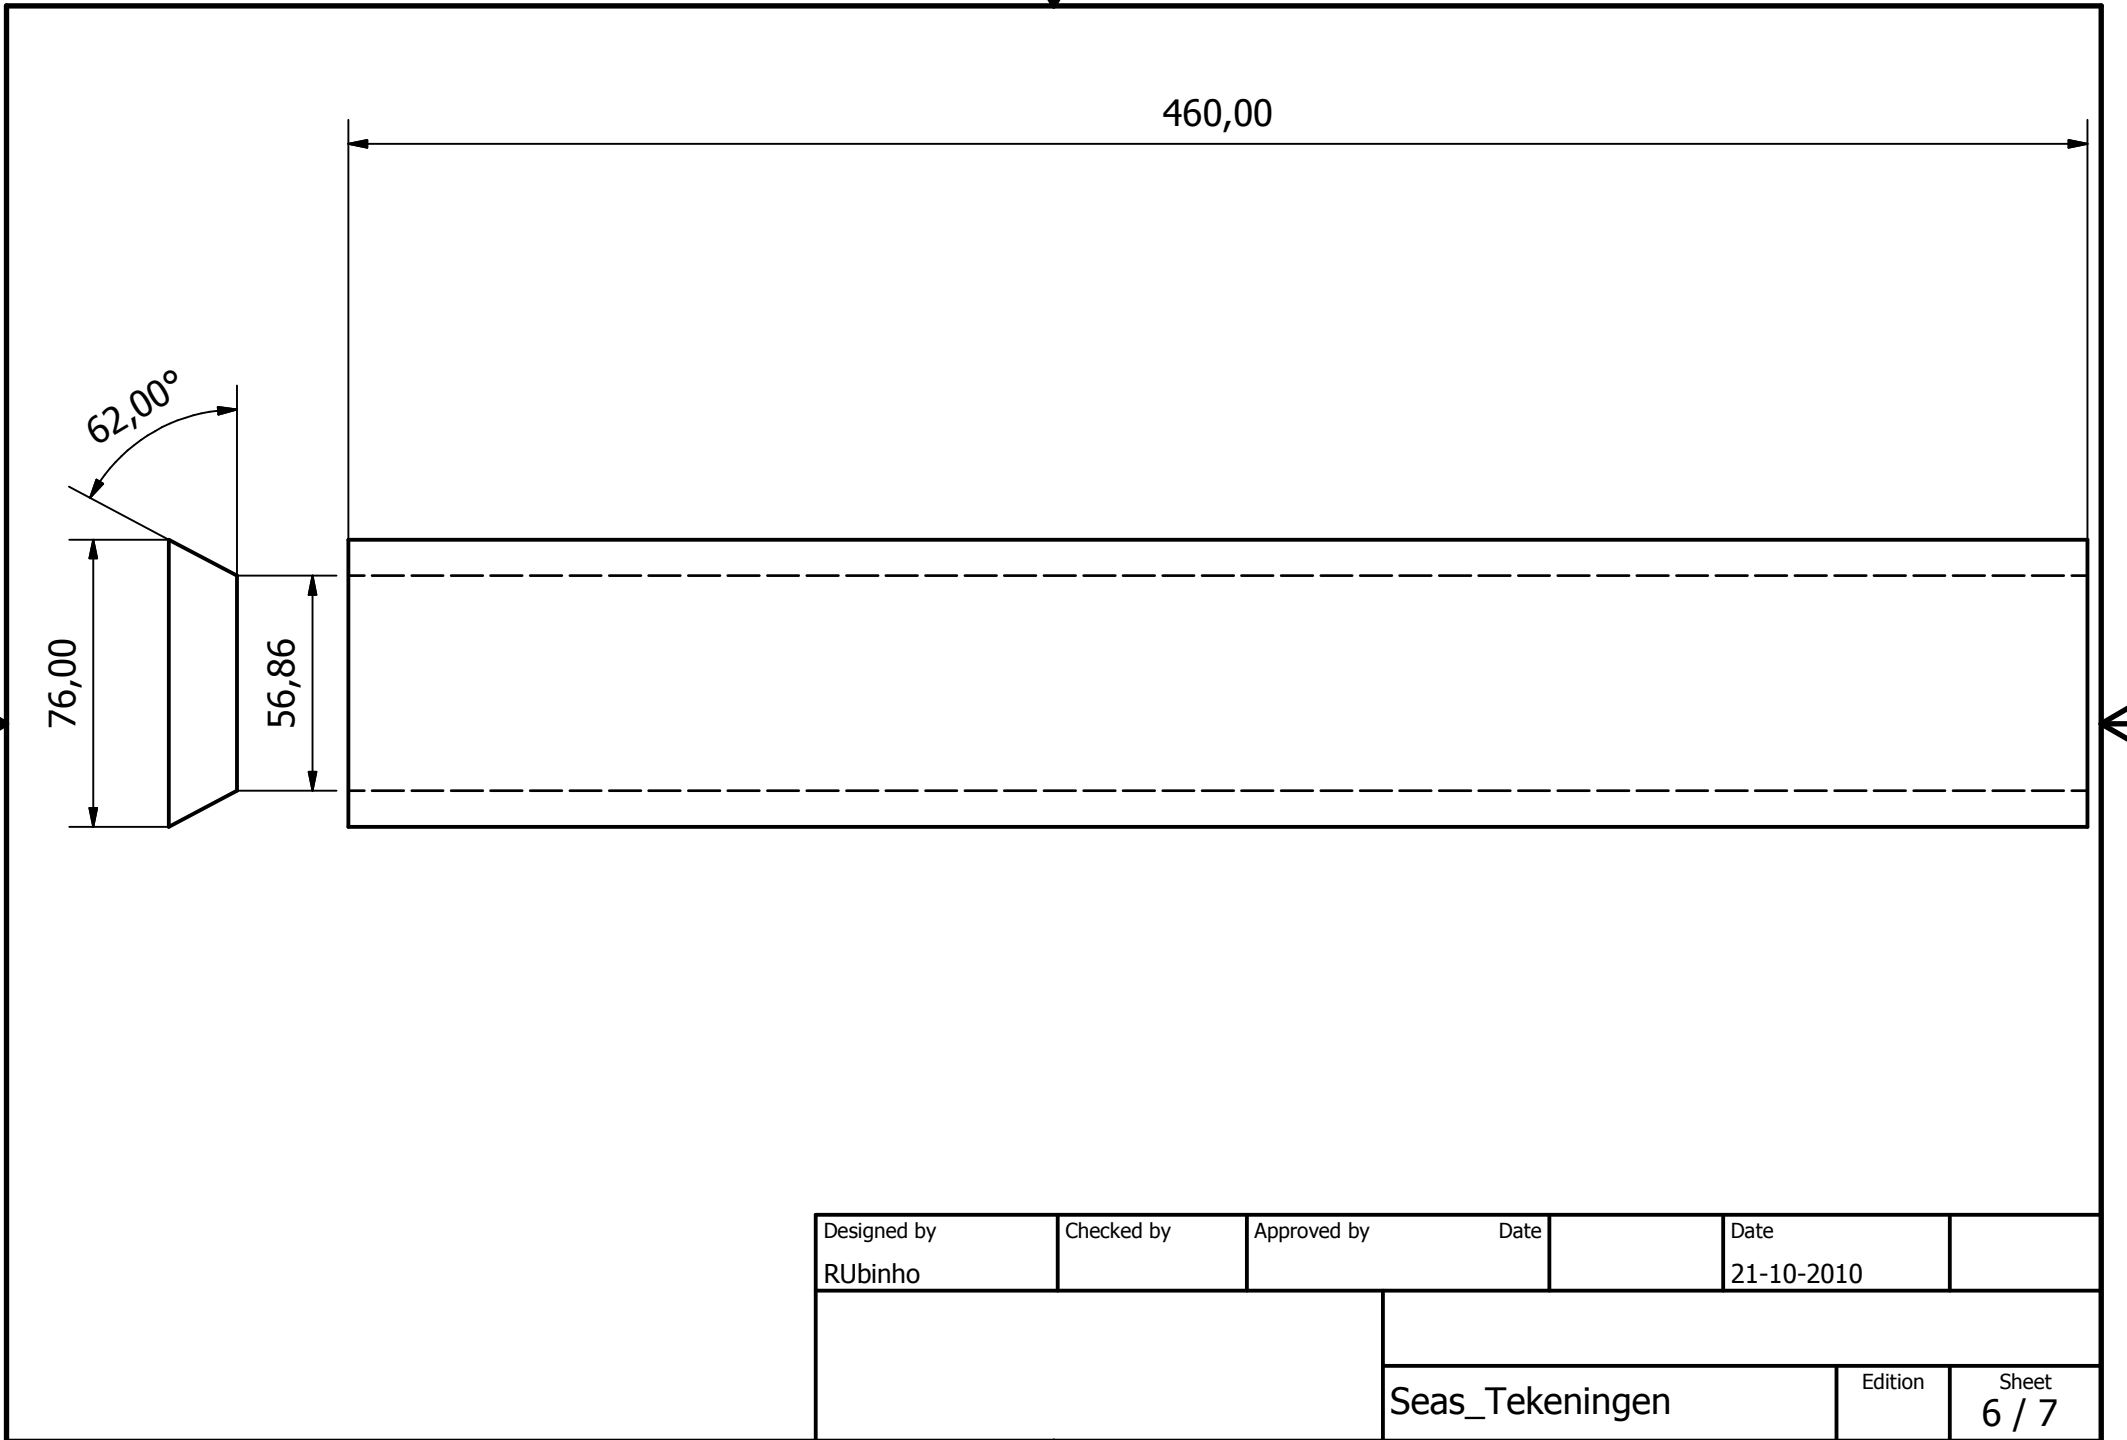 460,00
62,00°
76,00
56,86
Designed by
Checked by
Approved by
Date
Date
RUbinho
21-10-2010
Seas_Tekeningen
Edition
Sheet
6 / 7